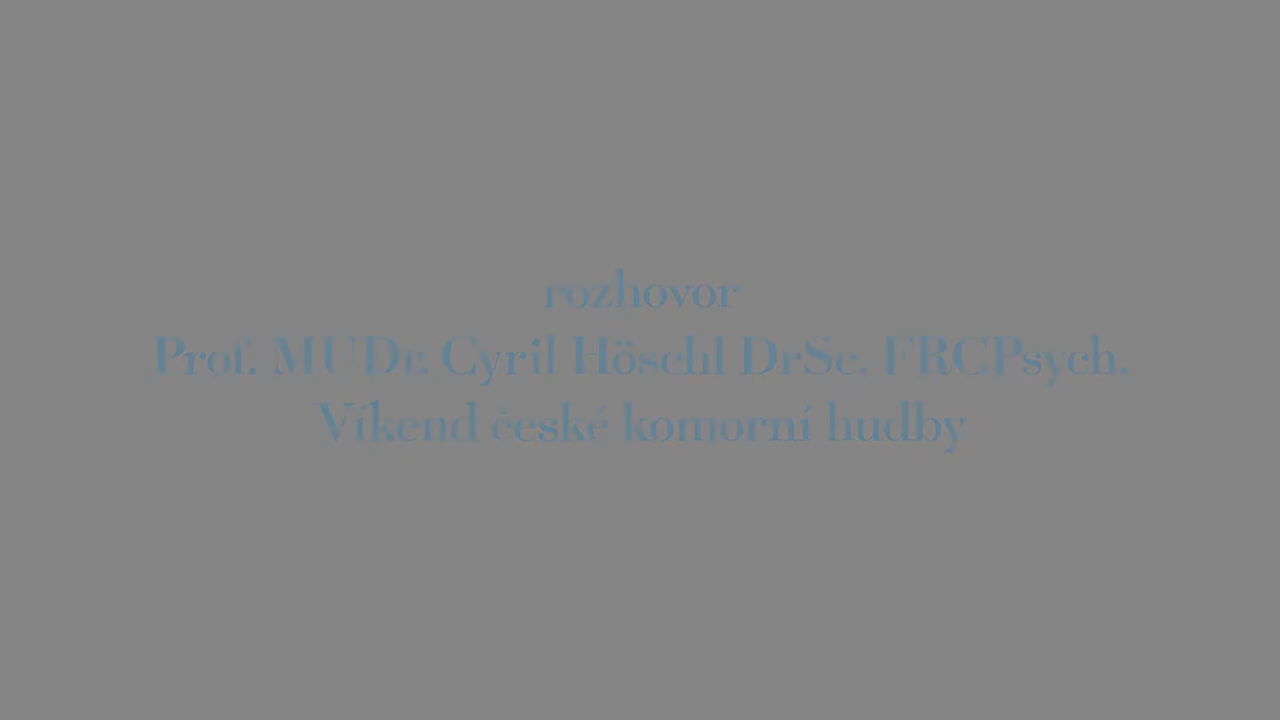 rozhovor
Prof. MUDr. Cyril Höschl DrSc. FRCPsych.
Víkend české komorní hudby